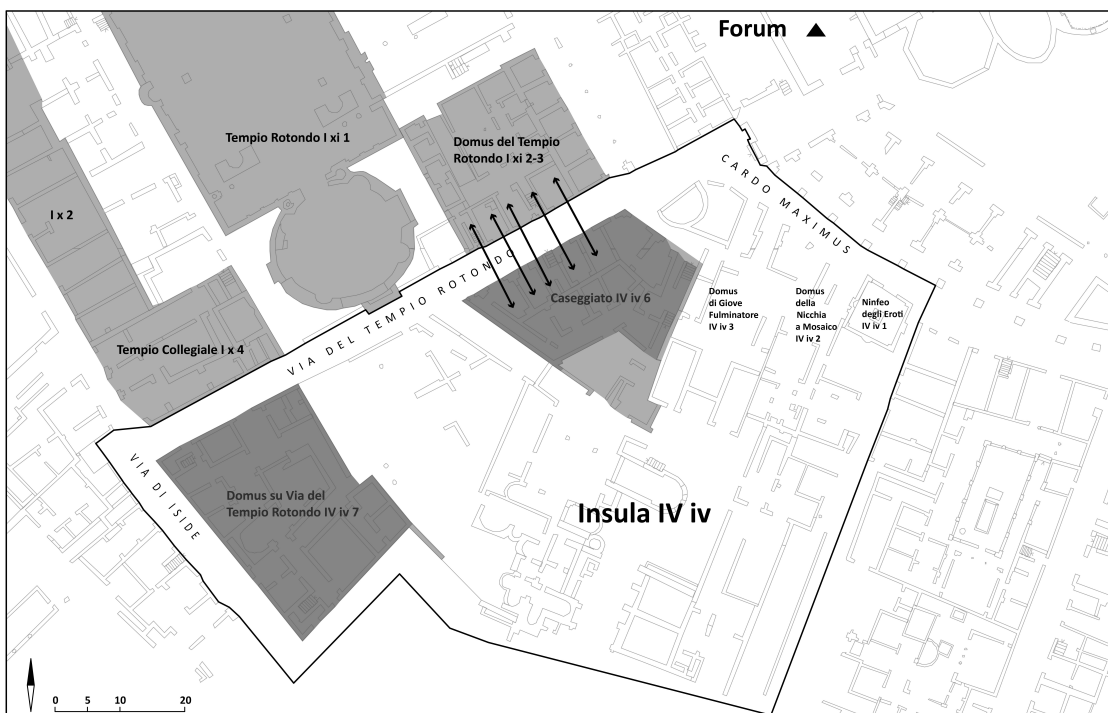 Forum
Tempio Rotondo I xi 1
Domus del Tempio
Rotondo I xi 2-3
CARDO MAXIMUS
I x 2
VIA DEL TEMPIO ROTONDO
Caseggiato IV iv 6
Domus
di Giove
Fulminatore
IV iv 3
Domus
della
Nicchia
a Mosaico
IV iv 2
Ninfeo
degli Eroti
IV iv 1
Tempio Collegiale I x 4
VIA DI ISIDE
Domus su Via del
Tempio Rotondo IV iv 7
Insula IV iv
0 5 10 20